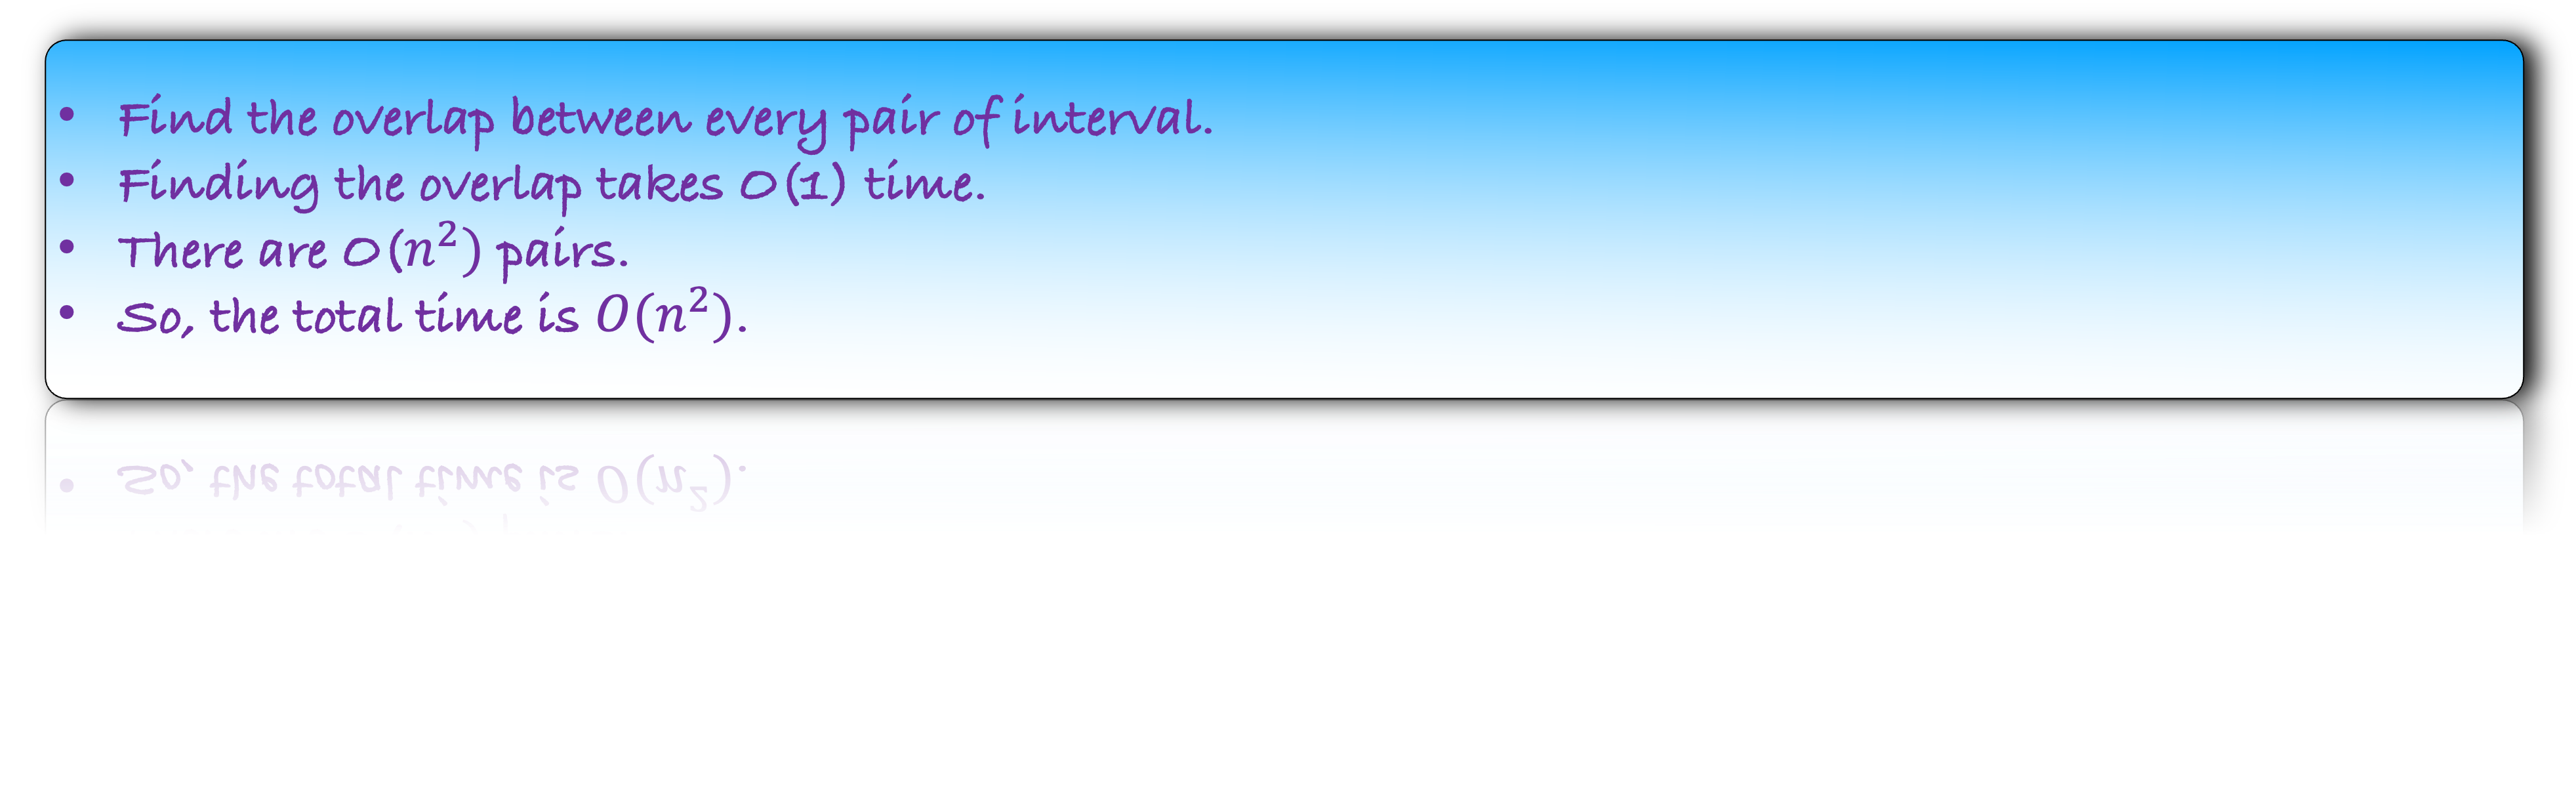 • Find the overlap between every pair of interval.
• Finding the overlap takes O(1) time.
• There are O(n²) pairs.
• So, the total time is O(n²).